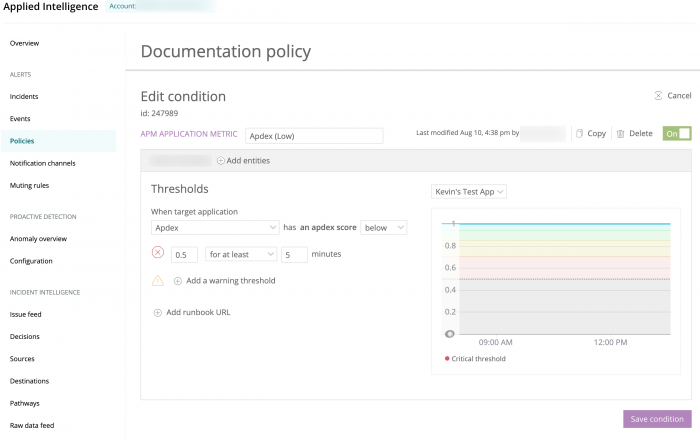 Applied Intelligence Account:
Overview
ALERTS
Incidents
Events
Policies
Notification channels
Muting rules
PROACTIVE DETECTION
Anomaly overview
Configuration
INCIDENT INTELLIGENCE
Issue feed
Decisions
Sources
Destinations
Pathways
Raw data feed
Documentation policy
Edit condition
Cancel
id: 247989
APM APPLICATION METRIC Apdex (Low) Last modified Aug 10, 4:38 pm by Copy Delete On
Add entities
Thresholds
When target application
Apdex has an apdex score below
0.5 for at least 5 minutes
Add a warning threshold
Add runbook URL
Kevin's Test App
1
0.8
0.6
0.4
0.2
0
09:00 AM 12:00 PM
Critical threshold
Save condition